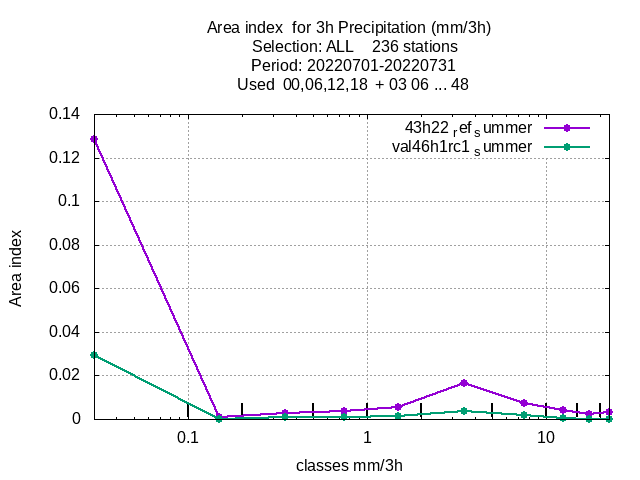 Area index for 3h Precipitation (mm/3h)
Selection: ALL 236 stations
Period: 20220701-20220731
Used 00,06,12,18 + 03 06 ... 48
43h22 ref summer
val46h1rc1 summer
0.14
0.12
0.1
0.08
0.06
0.04
0.02
0
Area index
0.1 1 10
classes mm/3h